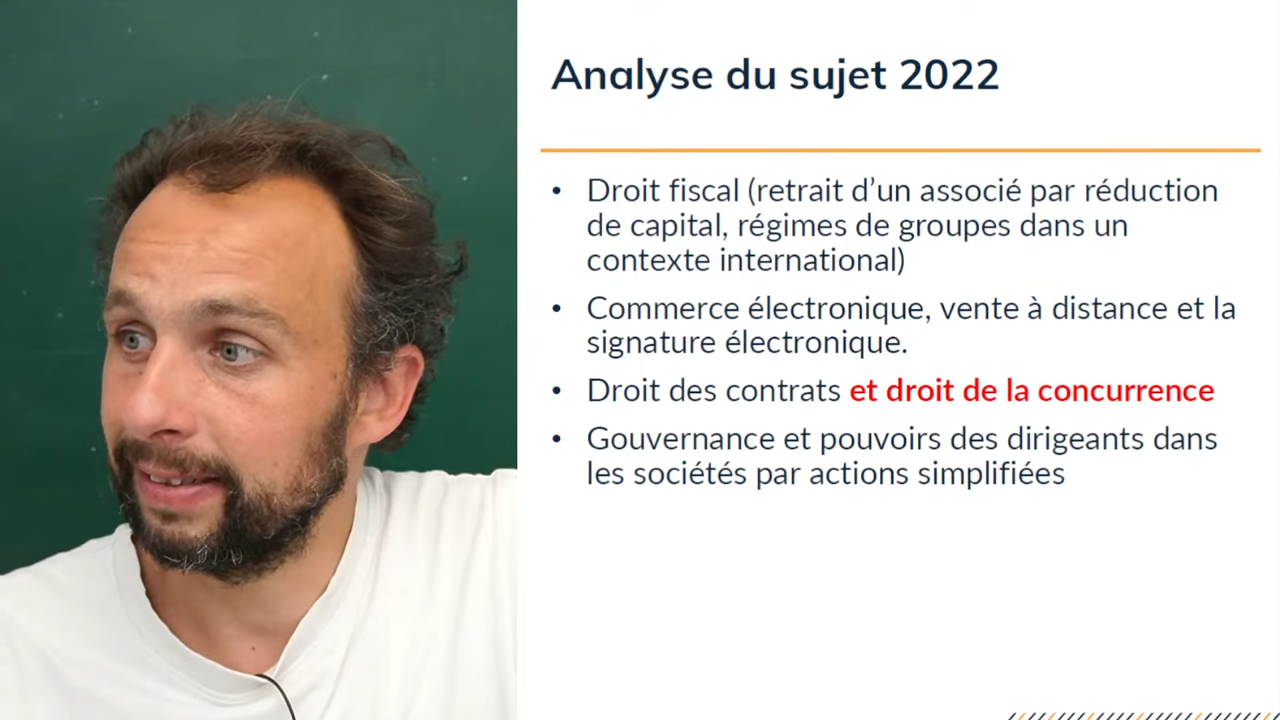 Analyse du sujet 2022
• Droit fiscal (retrait d’un associé par réduction
de capital, régimes de groupes dans un
contexte international)
• Commerce électronique, vente à distance et la
signature électronique.
• Droit des contrats et droit de la concurrence
• Gouvernance et pouvoirs des dirigeants dans
les sociétés par actions simplifiées